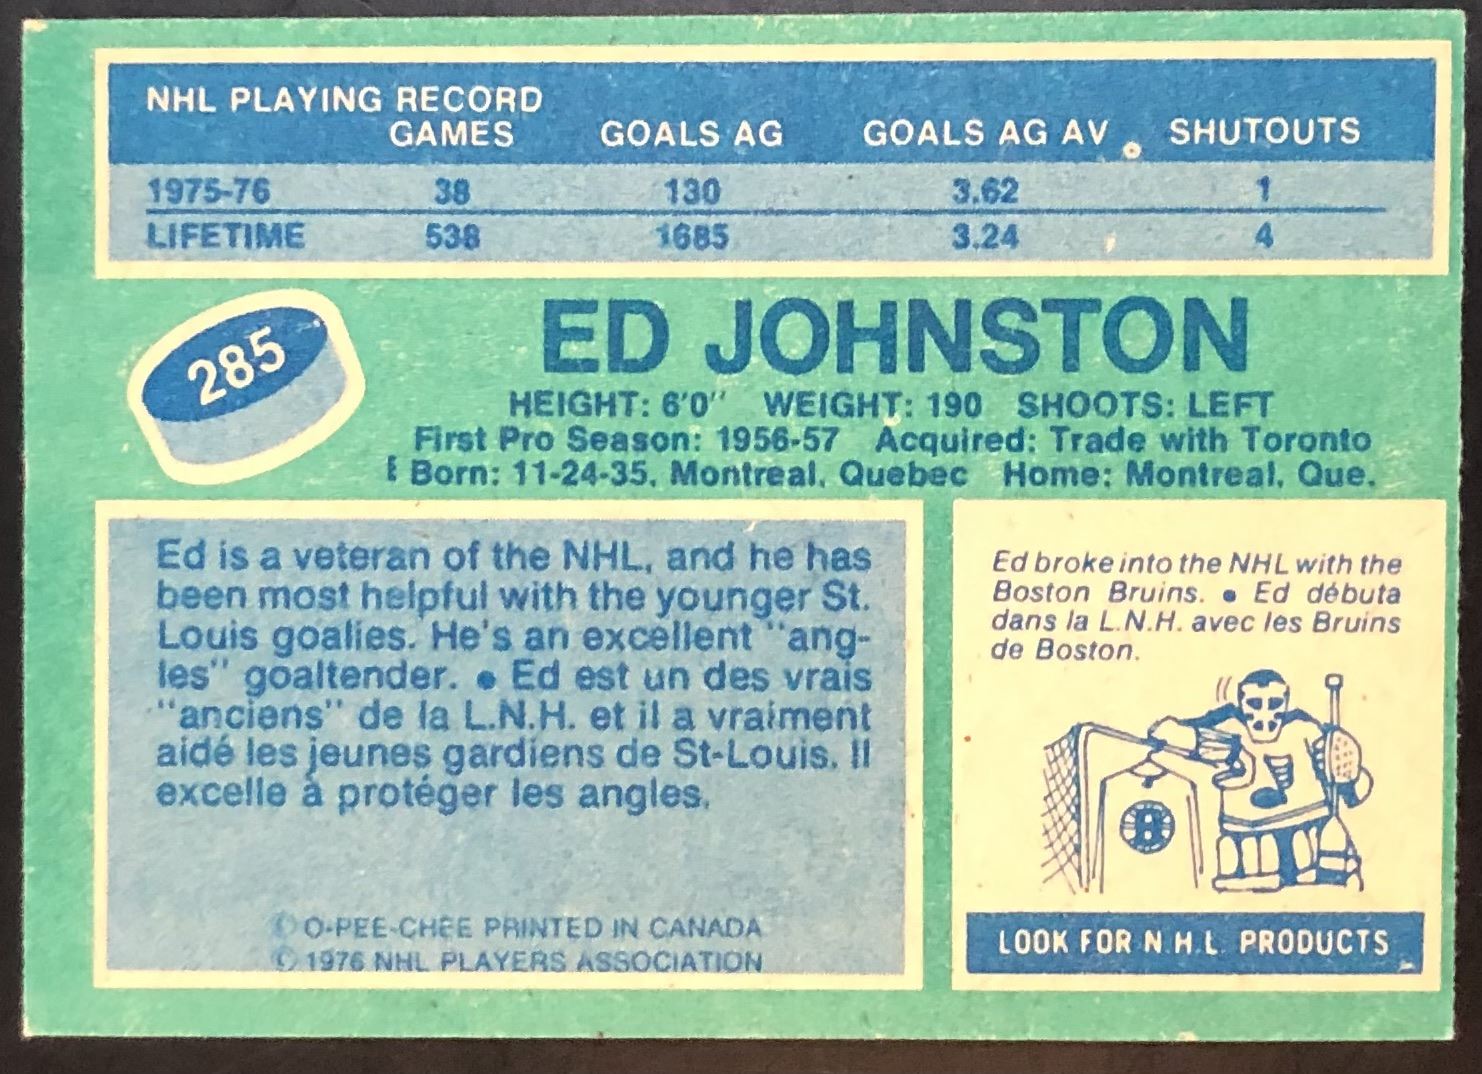 NHL PLAYING RECORD
GAMES GOALS AG GOALS AG AV SHUTOUTS
1975-76 38 130 3.62 1
LIFETIME 538 1685 3.24 4
285
ED JOHNSTON
HEIGHT: 6'0" WEIGHT: 190 SHOOTS: LEFT
First Pro Season: 1956-57 Acquired: Trade with Toronto
Born: 11-24-35, Montreal, Quebec Home: Montreal, Que.
Ed is a veteran of the NHL, and he has
been most helpful with the younger St.
Louis goalies. He's an excellent "ang-
les" goaltender. • Ed est un des vrais
"anciens" de la L.N.H. et il a vraiment
aidé les jeunes gardiens de St-Louis. Il
excelle à protéger les angles.
© O-PEE-CHEE PRINTED IN CANADA
© 1976 NHL PLAYERS ASSOCIATION
Ed broke into the NHL with the
Boston Bruins. • Ed débuta
dans la L.N.H. avec les Bruins
de Boston.
B
LOOK FOR N.H.L. PRODUCTS